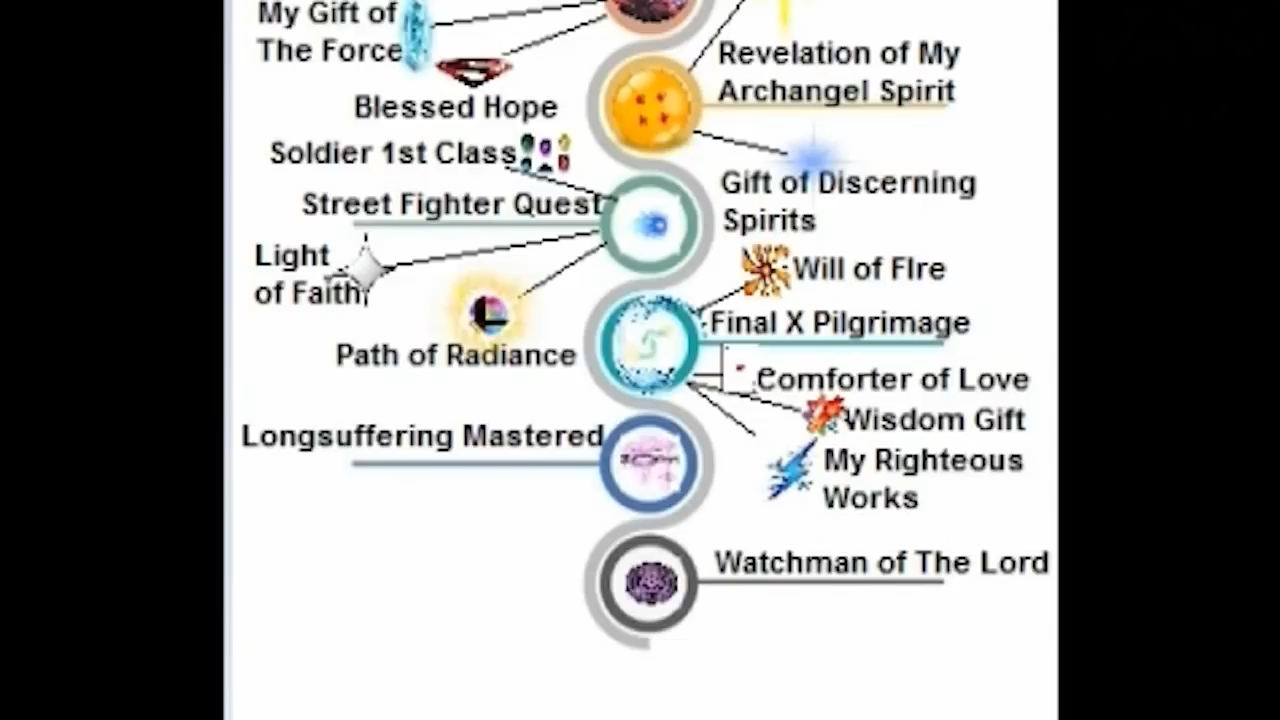 My Gift of
The Force
Blessed Hope
Revelation of My
Archangel Spirit
Soldier 1st Class
Gift of Discerning
Spirits
Street Fighter Quest
Light
of Faith
Will of FIre
Path of Radiance
Final X Pilgrimage
Comforter of Love
Wisdom Gift
Longsuffering Mastered
My Righteous
Works
Watchman of The Lord